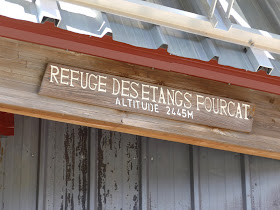 REFUGE DES ETANGS FOURCAT
ALTITUDE 2445M